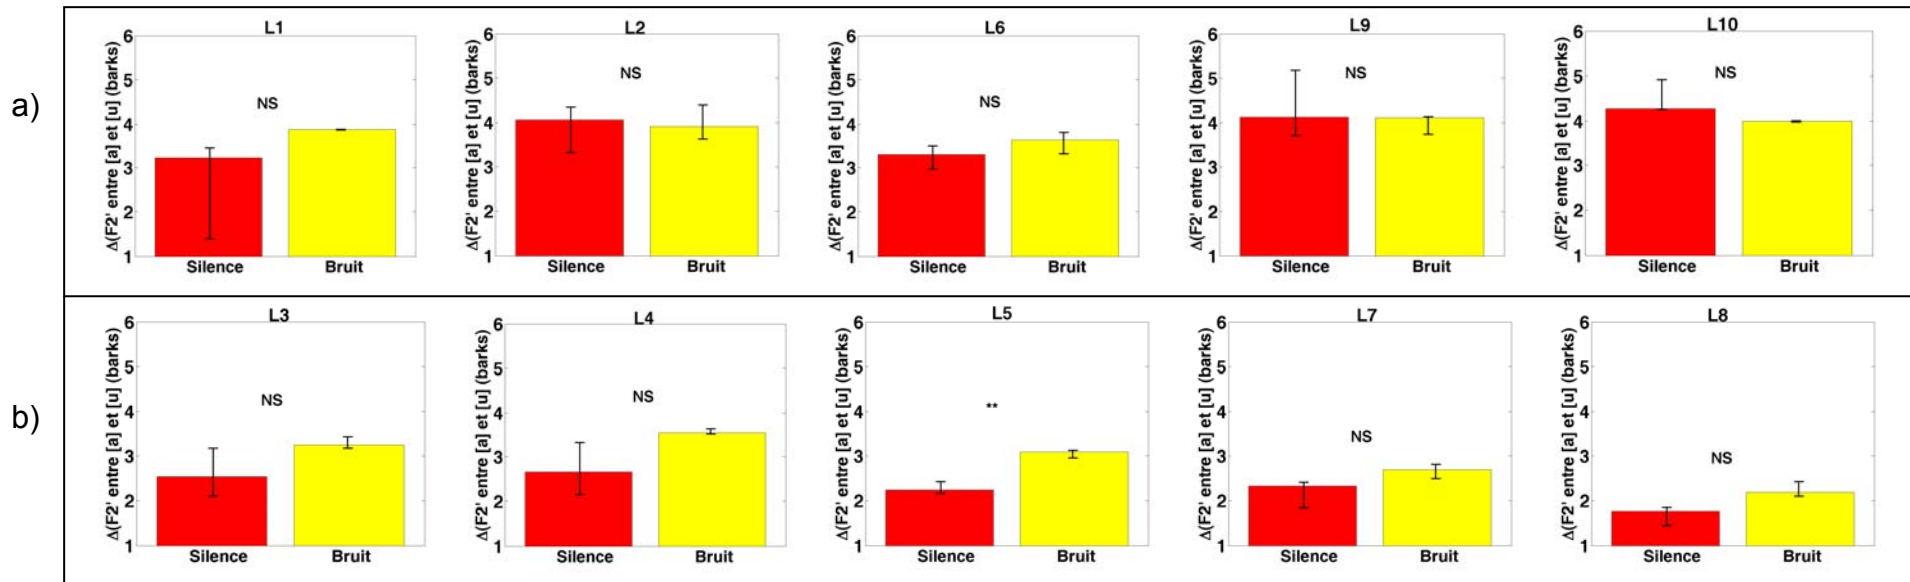 a)
L1
Δ(F2' entre [a] et [u] (barks)
6
5
4
3
2
1
NS
Silence Bruit
L2
Δ(F2' entre [a] et [u] (barks)
6
5
4
3
2
1
NS
Silence Bruit
L6
Δ(F2' entre [a] et [u] (barks)
6
5
4
3
2
1
NS
Silence Bruit
L9
Δ(F2' entre [a] et [u] (barks)
6
5
4
3
2
1
NS
Silence Bruit
L10
Δ(F2' entre [a] et [u] (barks)
6
5
4
3
2
1
NS
Silence Bruit
b)
L3
Δ(F2' entre [a] et [u] (barks)
6
5
4
3
2
1
NS
Silence Bruit
L4
Δ(F2' entre [a] et [u] (barks)
6
5
4
3
2
1
NS
Silence Bruit
L5
Δ(F2' entre [a] et [u] (barks)
6
5
4
3
2
1
**
Silence Bruit
L7
Δ(F2' entre [a] et [u] (barks)
6
5
4
3
2
1
NS
Silence Bruit
L8
Δ(F2' entre [a] et [u] (barks)
6
5
4
3
2
1
NS
Silence Bruit